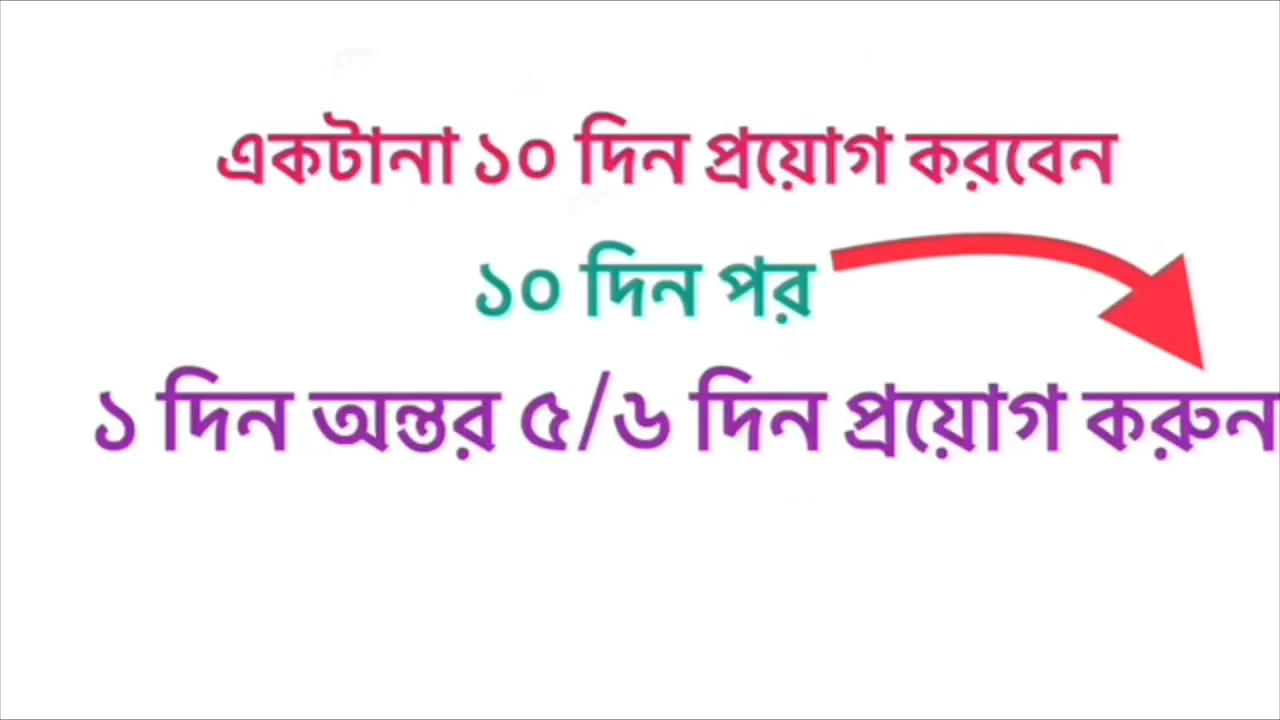 একটানা ১০ দিন প্রয়োগ করবেন
১০ দিন পর
১ দিন অন্তর ৫/৬ দিন প্রয়োগ করুন